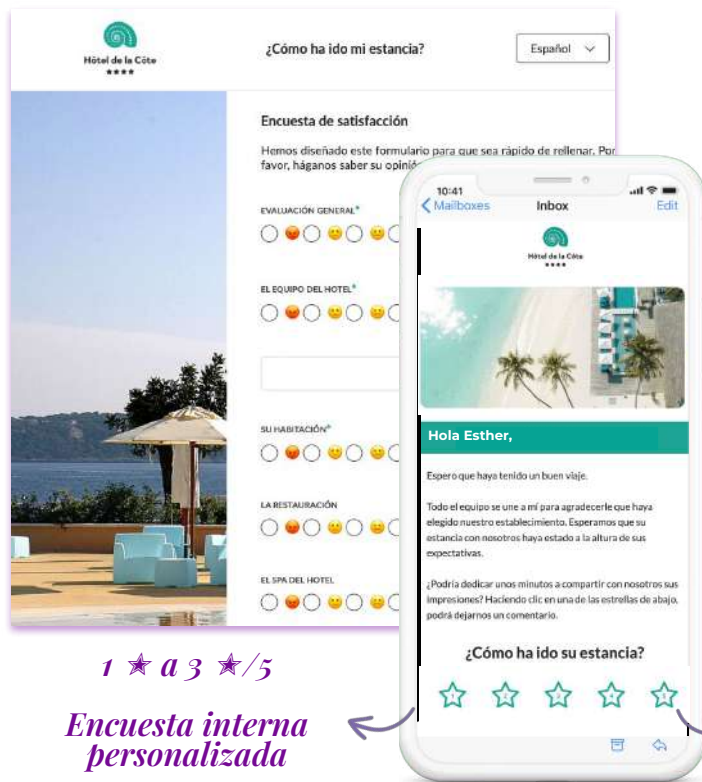 Hôtel de la Côte
★★★★
¿Cómo ha ido mi estancia?
Español
Encuesta de satisfacción
Hemos diseñado este formulario para que sea rápido de rellenar. Por
favor, háganos saber su opinión
EVALUACIÓN GENERAL*
EL EQUIPO DEL HOTEL*
SU HABITACIÓN*
LA RESTAURACIÓN
EL SPA DEL HOTEL
10:41
Mailboxes
Inbox
Edit
Hôtel de la Côte
★★★★
Hola Esther,
Espero que haya tenido un buen viaje.
Todo el equipo se une a mí para agradecerle que haya
elegido nuestro establecimiento. Esperamos que su
estancia con nosotros haya estado a la altura de sus
expectativas.
¿Podría dedicar unos minutos a compartir con nosotros sus
impresiones? Haciendo clic en una de las estrellas de abajo,
podrá dejarnos un comentario.
¿Cómo ha ido su estancia?
1 2 3 4 5
1 ★ a 3 ★/5
Encuesta interna
personalizada